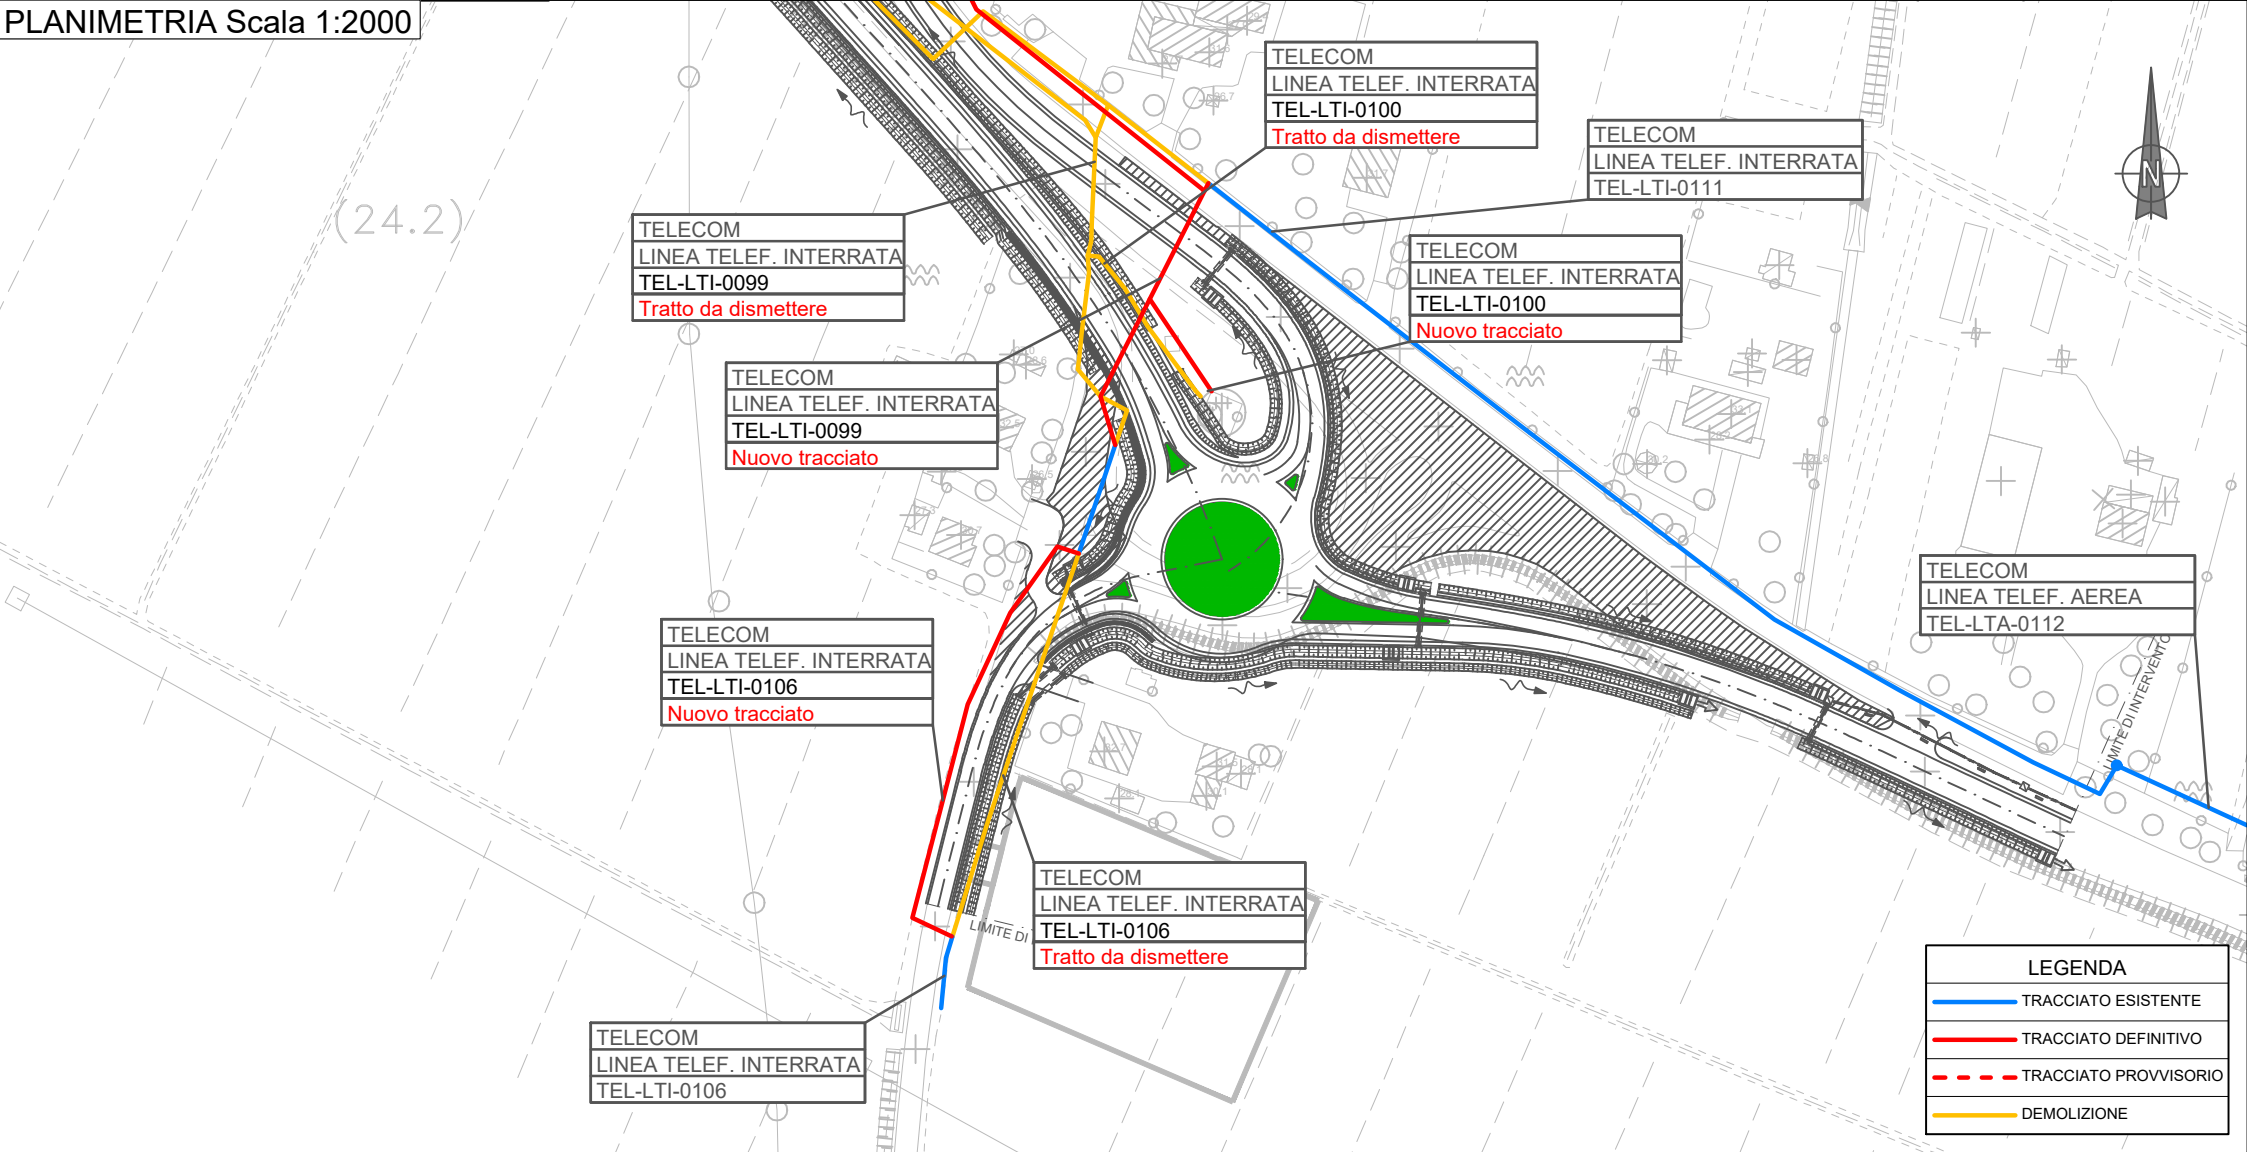 PLANIMETRIA Scala 1:2000
TELECOM
LINEA TELEF. INTERRATA
TEL-LTI-0100
Tratto da dismettere
TELECOM
LINEA TELEF. INTERRATA
TEL-LTI-0111
N
(24.2)
TELECOM
LINEA TELEF. INTERRATA
TEL-LTI-0099
Tratto da dismettere
TELECOM
LINEA TELEF. INTERRATA
TEL-LTI-0100
Nuovo tracciato
TELECOM
LINEA TELEF. INTERRATA
TEL-LTI-0099
Nuovo tracciato
TELECOM
LINEA TELEF. AEREA
TEL-LTA-0112
LIMITE DI INTERVENTO
TELECOM
LINEA TELEF. INTERRATA
TEL-LTI-0106
Nuovo tracciato
TELECOM
LINEA TELEF. INTERRATA
TEL-LTI-0106
Tratto da dismettere
LIMITE DI
TELECOM
LINEA TELEF. INTERRATA
TEL-LTI-0106
LEGENDA
TRACCIATO ESISTENTE
TRACCIATO DEFINITIVO
TRACCIATO PROVVISORIO
DEMOLIZIONE